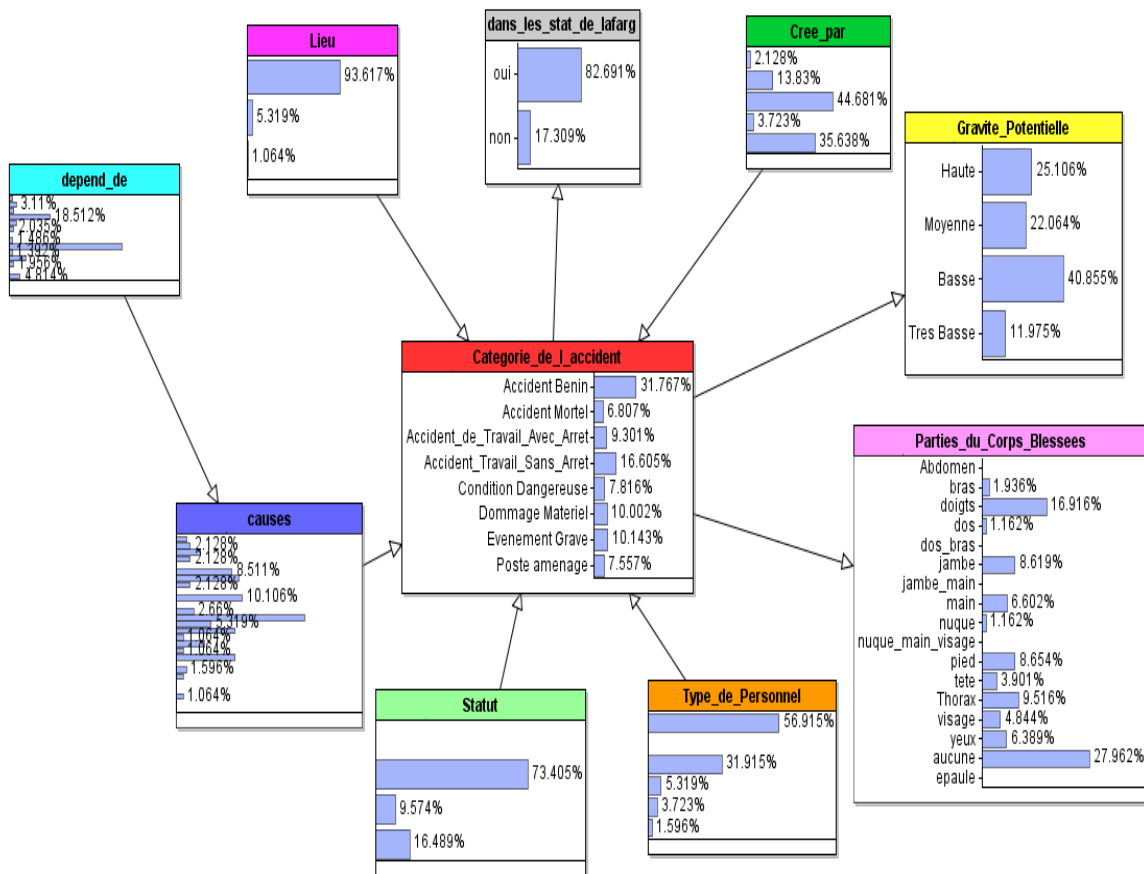 Lieu
93.617%
5.319%
1.064%
dans_les_stat_de_lafarg
oui 82.691%
non 17.309%
Cree_par
2.128%
13.83%
44.681%
3.723%
35.638%
Gravite_Potentielle
Haute 25.106%
Moyenne 22.064%
Basse 40.855%
Tres Basse 11.975%
depend_de
3.11%
18.512%
2.035%
1.486%
1.392%
1.956%
4.814%
Categorie_de_l_accident
Accident Benin 31.767%
Accident Mortel 6.807%
Accident_de_Travail_Avec_Arret 9.301%
Accident_Travail_Sans_Arret 16.605%
Condition Dangereuse 7.816%
Dommage Materiel 10.002%
Evenement Grave 10.143%
Poste amenage 7.557%
Parties_du_Corps_Blessees
Abdomen
bras 1.936%
doigts 16.916%
dos 1.162%
dos_bras
jambe 8.619%
jambe_main
main 6.602%
nuque 1.162%
nuque_main_visage
pied 8.654%
tete 3.901%
Thorax 9.516%
visage 4.844%
yeux 6.389%
aucune 27.962%
epaule
causes
2.128%
2.128%
8.511%
2.128%
10.106%
2.66%
5.319%
1.064%
1.064%
1.596%
1.064%
Statut
73.405%
9.574%
16.489%
Type_de_Personnel
56.915%
31.915%
5.319%
3.723%
1.596%